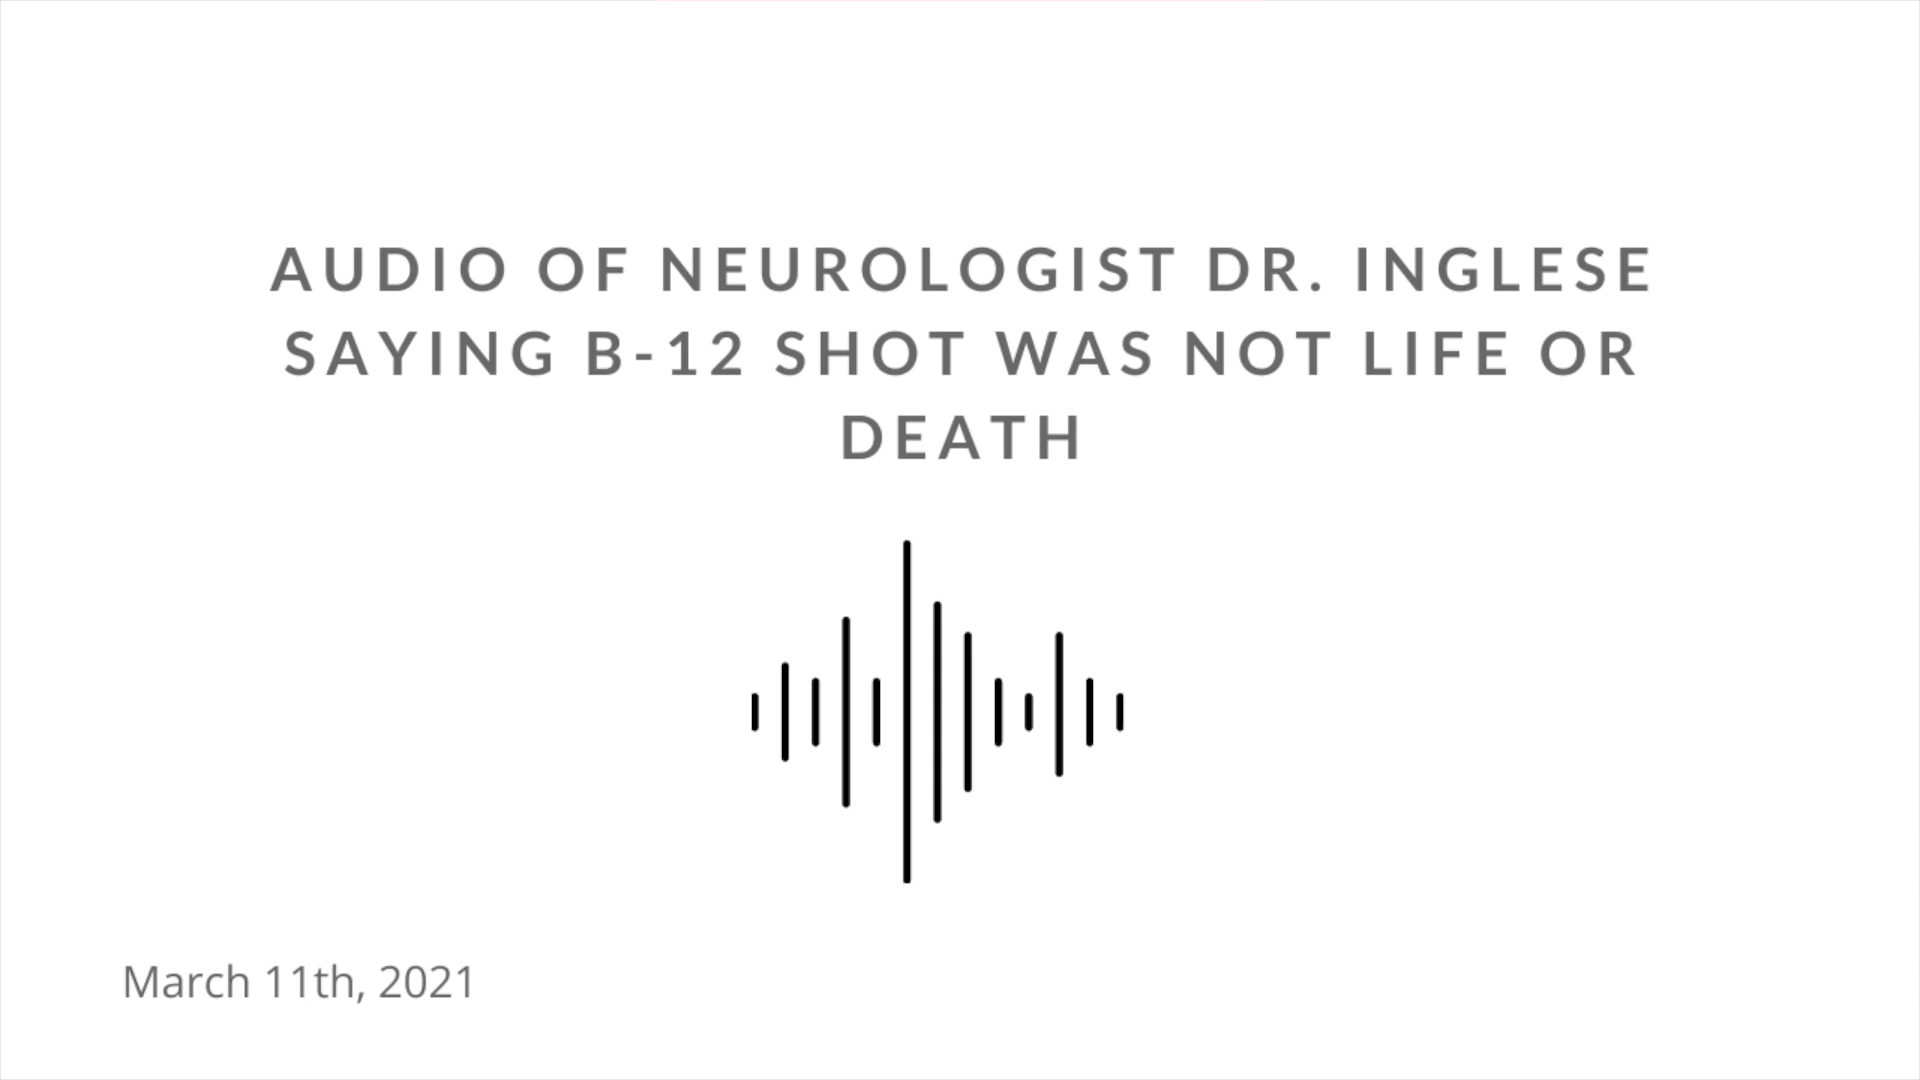 AUDIO OF NEUROLOGIST DR. INGLESE
SAYING B-12 SHOT WAS NOT LIFE OR
DEATH
March 11th, 2021